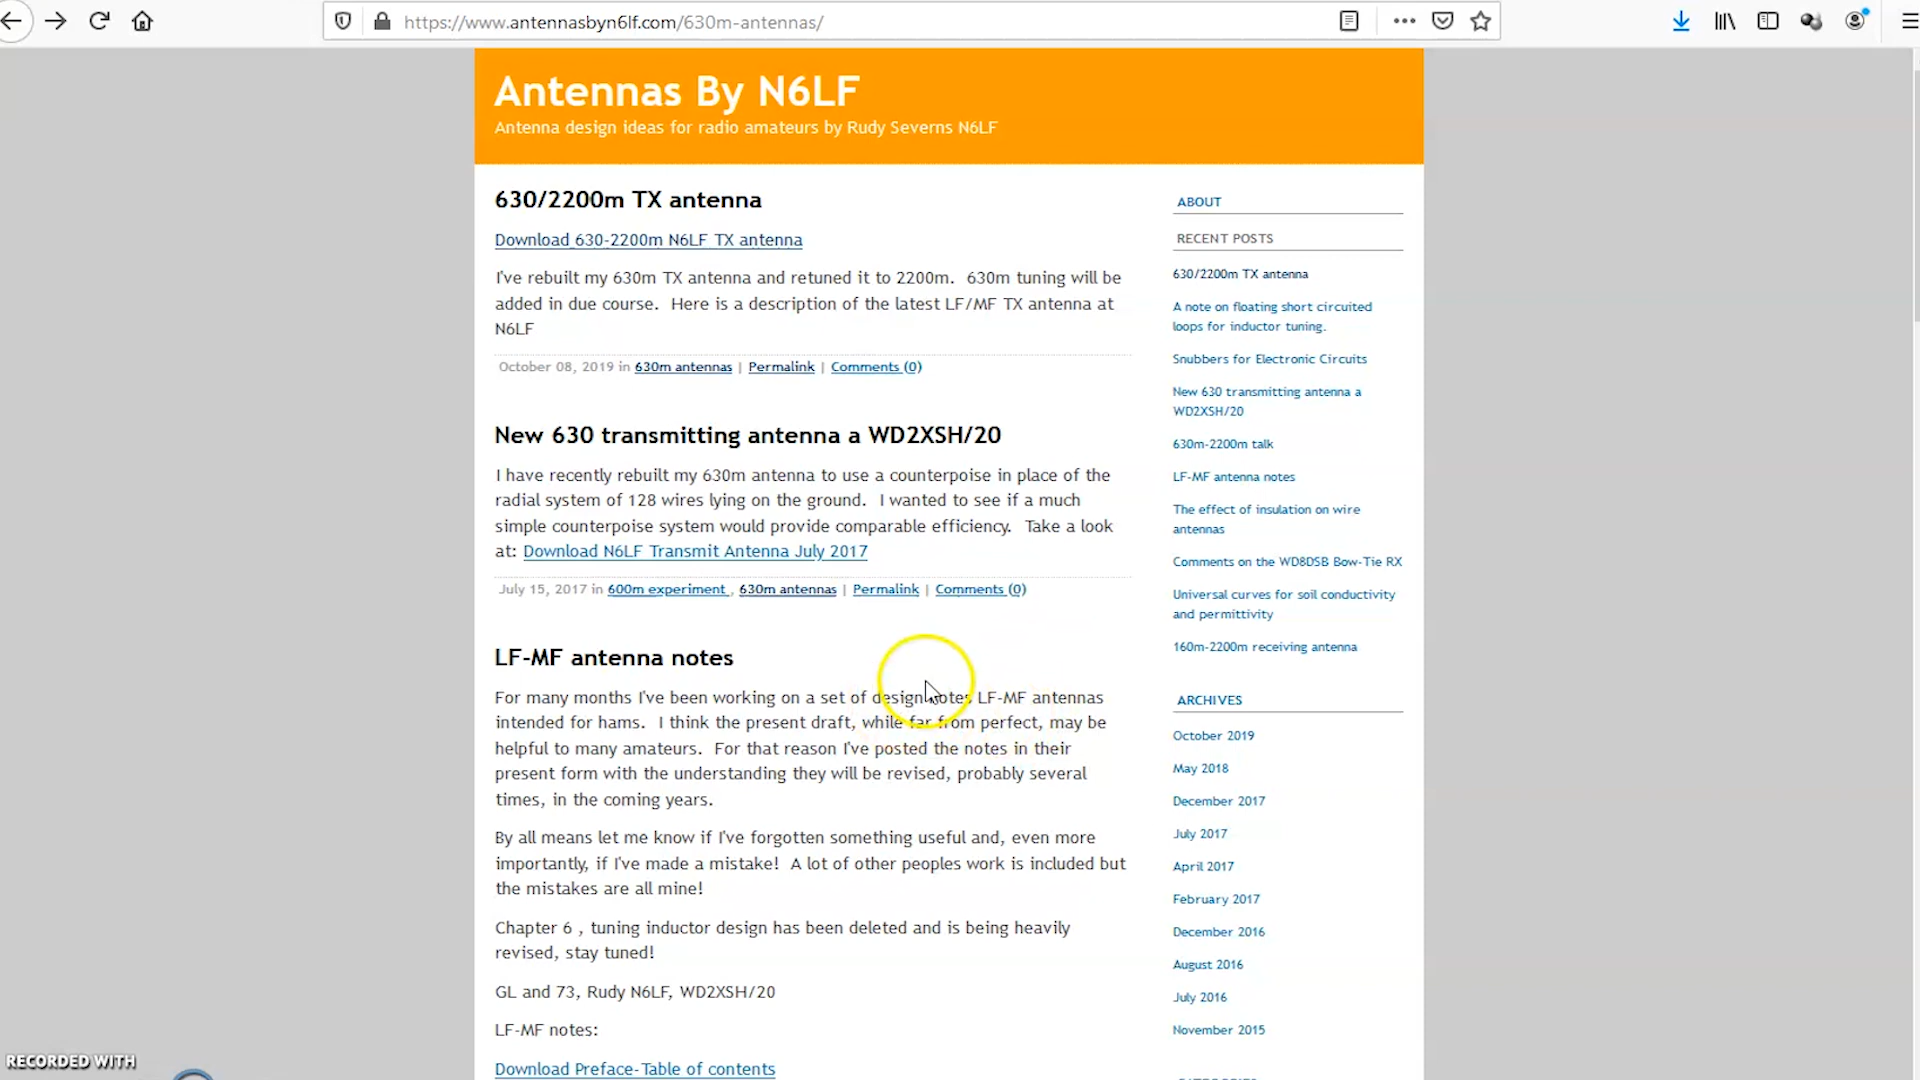 https://www.antennasbyn6lf.com/630m-antennas/
Antennas By N6LF
Antenna design ideas for radio amateurs by Rudy Severns N6LF
630/2200m TX antenna
Download 630-2200m N6LF TX antenna
I've rebuilt my 630m TX antenna and retuned it to 2200m.  630m tuning will be
added in due course.  Here is a description of the latest LF/MF TX antenna at
N6LF
October 08, 2019 in 630m antennas | Permalink | Comments (0)
New 630 transmitting antenna a WD2XSH/20
I have recently rebuilt my 630m antenna to use a counterpoise in place of the
radial system of 128 wires lying on the ground.  I wanted to see if a much
simple counterpoise system would provide comparable efficiency.  Take a look
at: Download N6LF Transmit Antenna July 2017
July 15, 2017 in 600m experiment , 630m antennas | Permalink | Comments (0)
LF-MF antenna notes
For many months I've been working on a set of design notes LF-MF antennas
intended for hams.  I think the present draft, while far from perfect, may be
helpful to many amateurs.  For that reason I've posted the notes in their
present form with the understanding they will be revised, probably several
times, in the coming years.
By all means let me know if I've forgotten something useful and, even more
importantly, if I've made a mistake!  A lot of other peoples work is included but
the mistakes are all mine!
Chapter 6 , tuning inductor design has been deleted and is being heavily
revised, stay tuned!
GL and 73, Rudy N6LF, WD2XSH/20
LF-MF notes:
Download Preface-Table of contents
ABOUT
RECENT POSTS
630/2200m TX antenna
A note on floating short circuited
loops for inductor tuning.
Snubbers for Electronic Circuits
New 630 transmitting antenna a
WD2XSH/20
630m-2200m talk
LF-MF antenna notes
The effect of insulation on wire
antennas
Comments on the WD8DSB Bow-Tie RX
Universal curves for soil conductivity
and permittivity
160m-2200m receiving antenna
ARCHIVES
October 2019
May 2018
December 2017
July 2017
April 2017
February 2017
December 2016
August 2016
July 2016
November 2015
RECORDED WITH